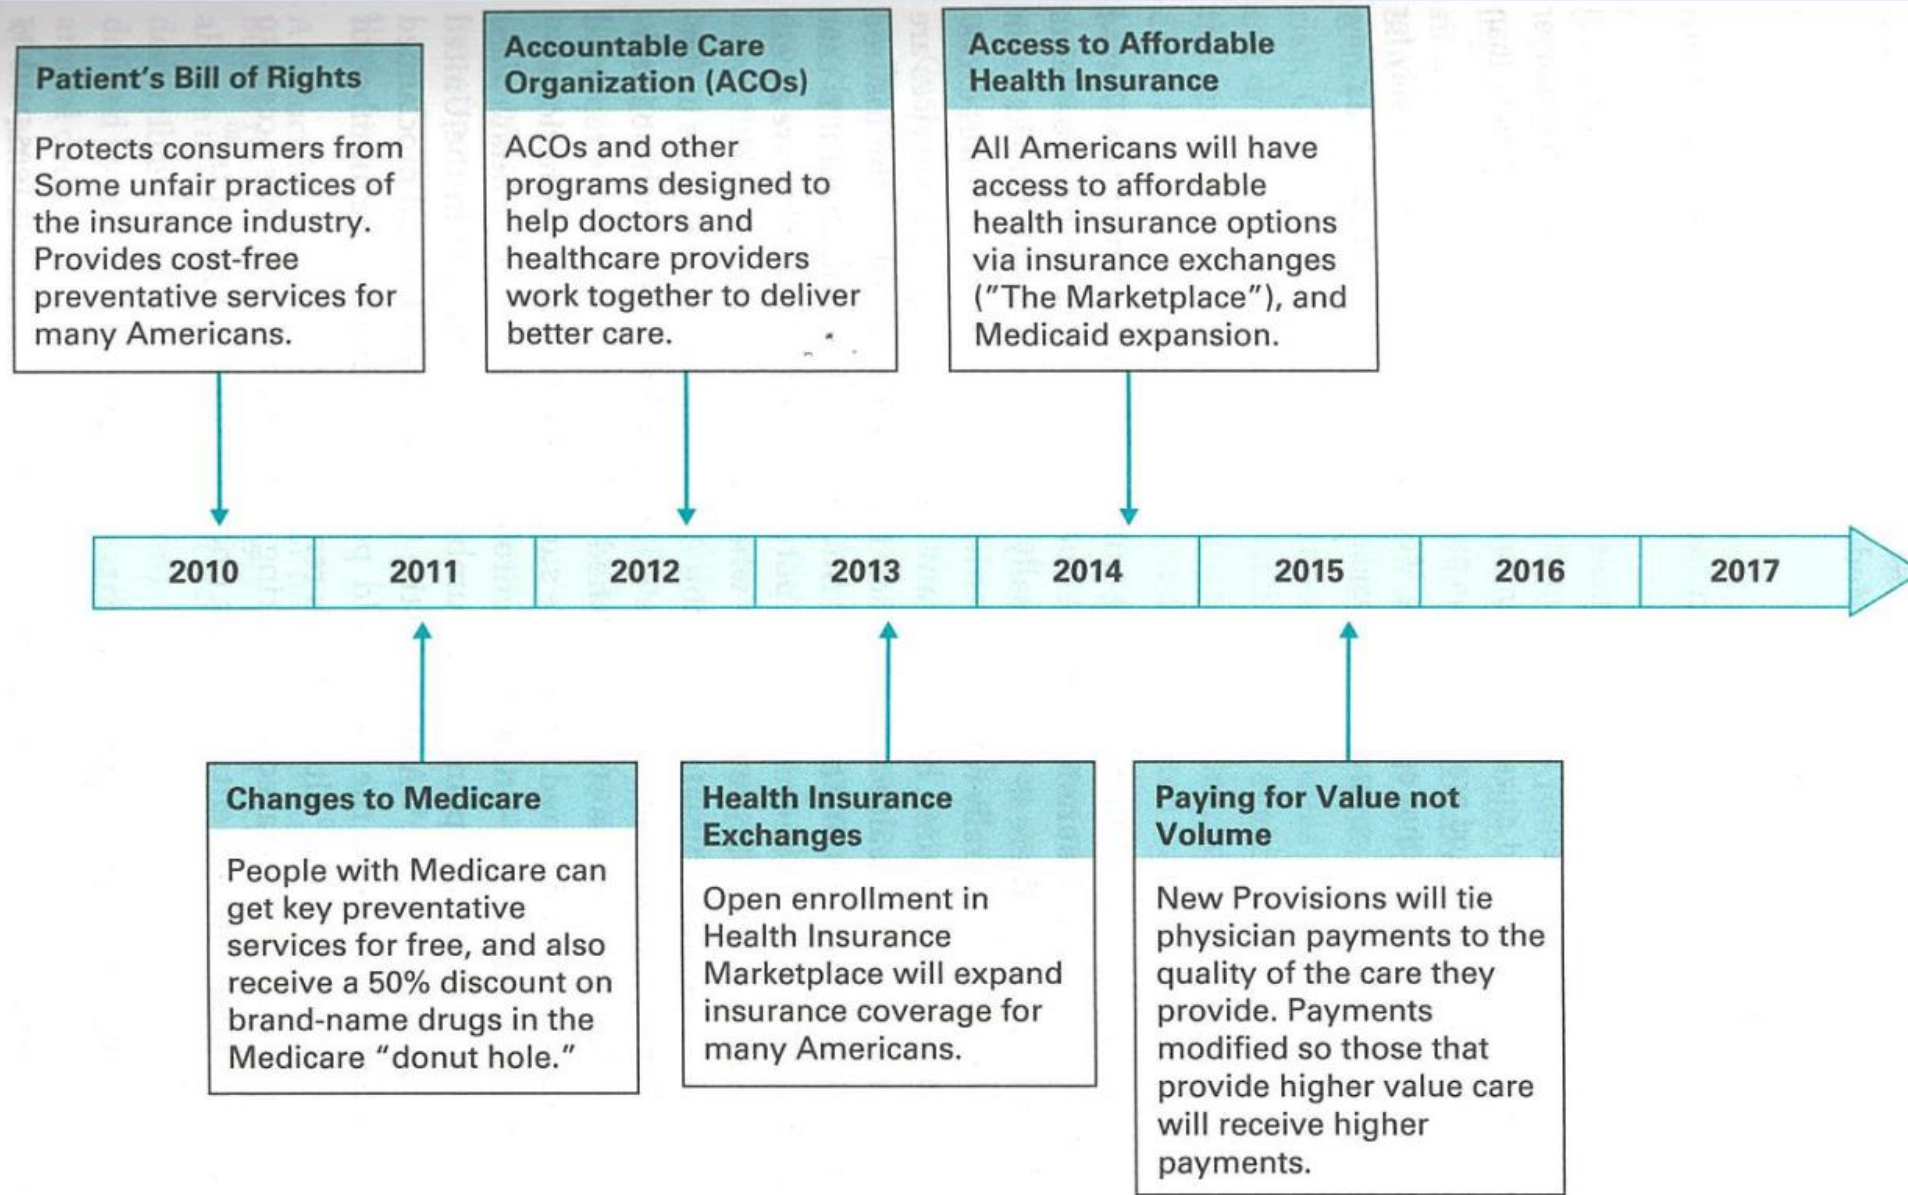 Patient's Bill of Rights
Protects consumers from
Some unfair practices of
the insurance industry.
Provides cost-free
preventative services for
many Americans.
Accountable Care
Organization (ACOs)
ACOs and other
programs designed to
help doctors and
healthcare providers
work together to deliver
better care.
Access to Affordable
Health Insurance
All Americans will have
access to affordable
health insurance options
via insurance exchanges
("The Marketplace"), and
Medicaid expansion.
2010 2011 2012 2013 2014 2015 2016 2017
Changes to Medicare
People with Medicare can
get key preventative
services for free, and also
receive a 50% discount on
brand-name drugs in the
Medicare “donut hole.”
Health Insurance
Exchanges
Open enrollment in
Health Insurance
Marketplace will expand
insurance coverage for
many Americans.
Paying for Value not
Volume
New Provisions will tie
physician payments to the
quality of the care they
provide. Payments
modified so those that
provide higher value care
will receive higher
payments.